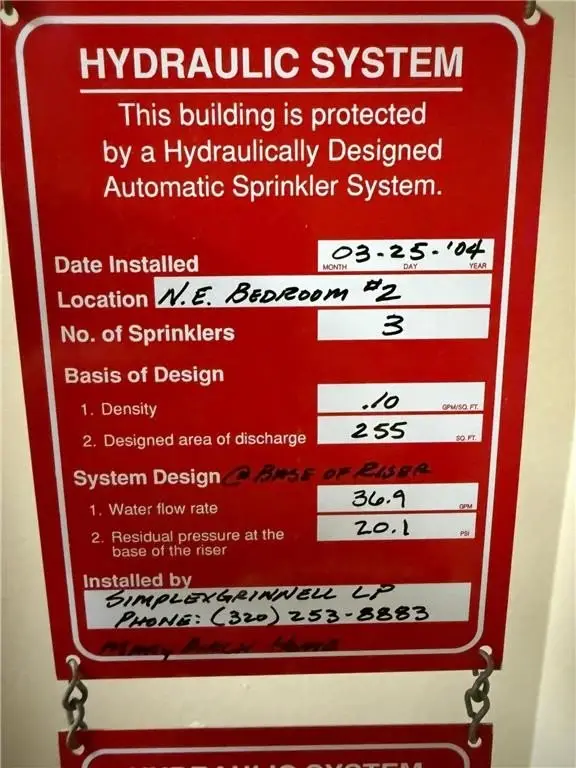 HYDRAULIC SYSTEM
This building is protected
by a Hydraulically Designed
Automatic Sprinkler System.
Date Installed 03-25-'04
MONTH DAY YEAR
Location N.E. BEDROOM #2
No. of Sprinklers 3
Basis of Design
1. Density .10 GPM/SQ. FT.
2. Designed area of discharge 255 SQ. FT.
System Design @ BASE OF RISER
1. Water flow rate 36.9 GPM
2. Residual pressure at the
base of the riser 20.1 PSI
Installed by
SIMPLEXGRINNELL LP
PHONE: (320) 253-8883
HOME
HYDRAULIC SYSTEM